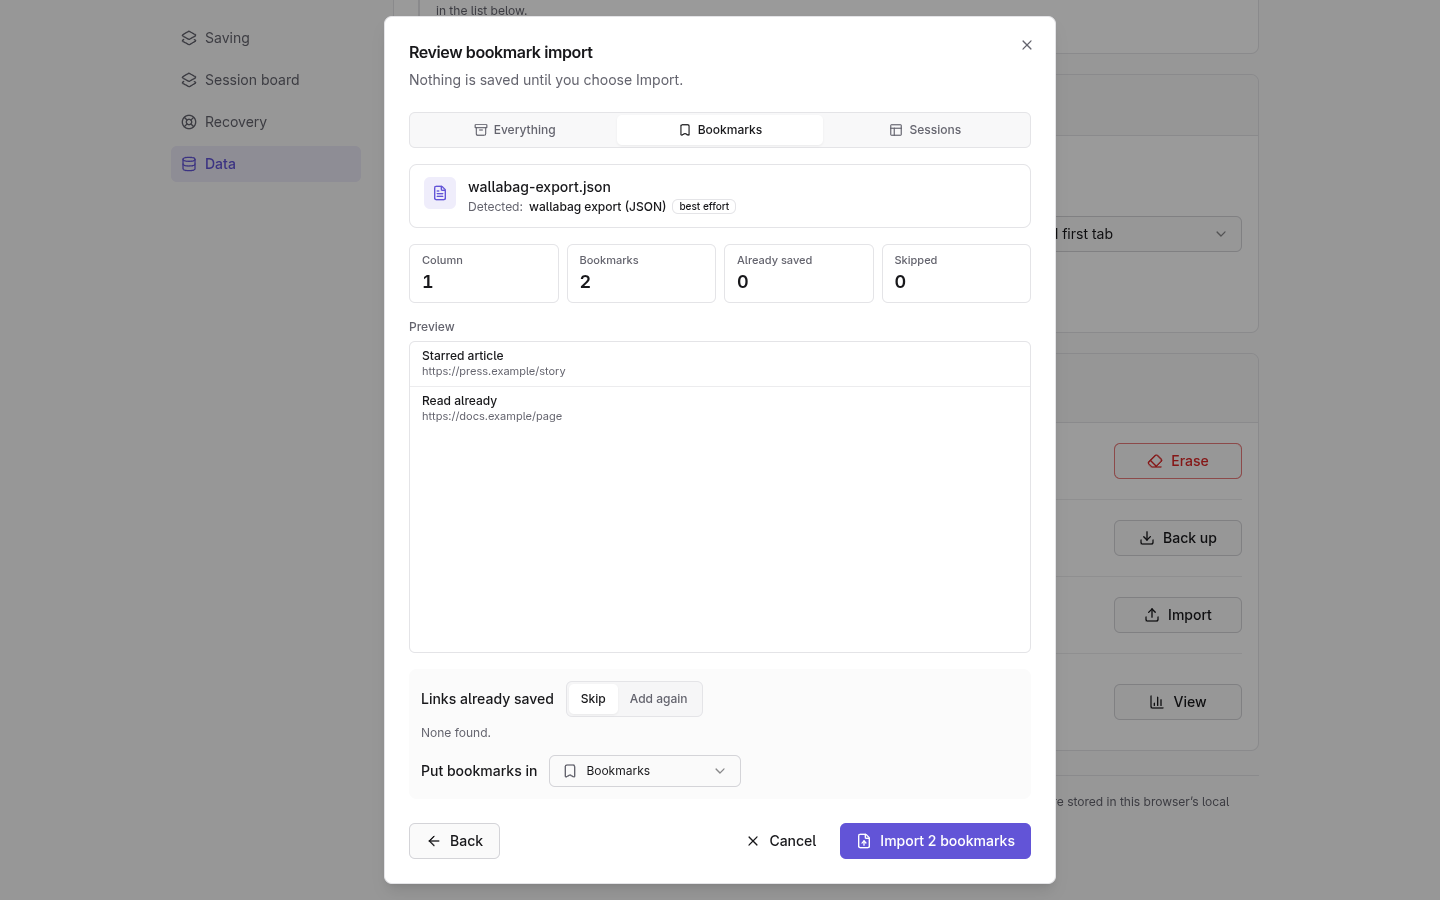 in the list below.
Saving
Session board
Recovery
Data
Review bookmark import
Nothing is saved until you choose Import.
Everything
Bookmarks
Sessions
wallabag-export.json
Detected: wallabag export (JSON) best effort
Column
1
Bookmarks
2
Already saved
0
Skipped
0
Preview
Starred article
https://press.example/story
Read already
https://docs.example/page
Links already saved
Skip
Add again
None found.
Put bookmarks in
Bookmarks
Back
Cancel
Import 2 bookmarks
first tab
Erase
Back up
Import
View
stored in this browser’s local